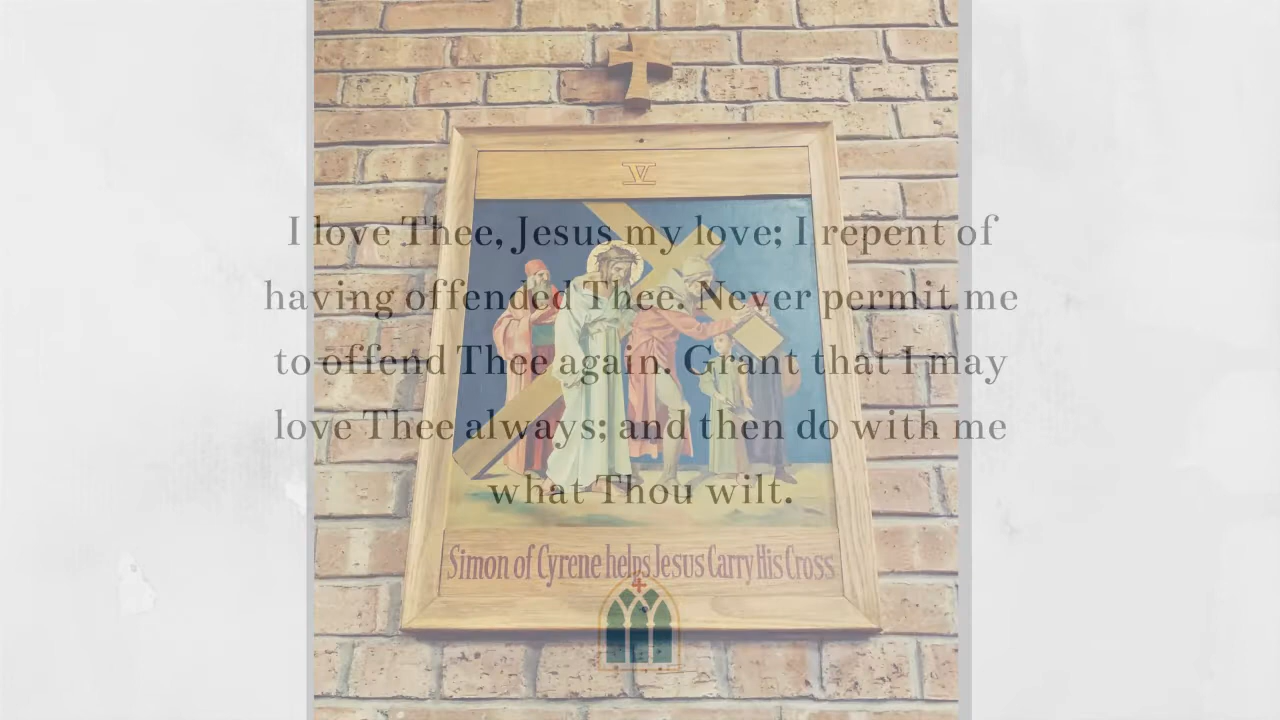 V
I love Thee, Jesus my love; I repent of
having offended Thee. Never permit me
to offend Thee again. Grant that I may
love Thee always; and then do with me
what Thou wilt.
Simon of Cyrene helps Jesus Carry His Cross